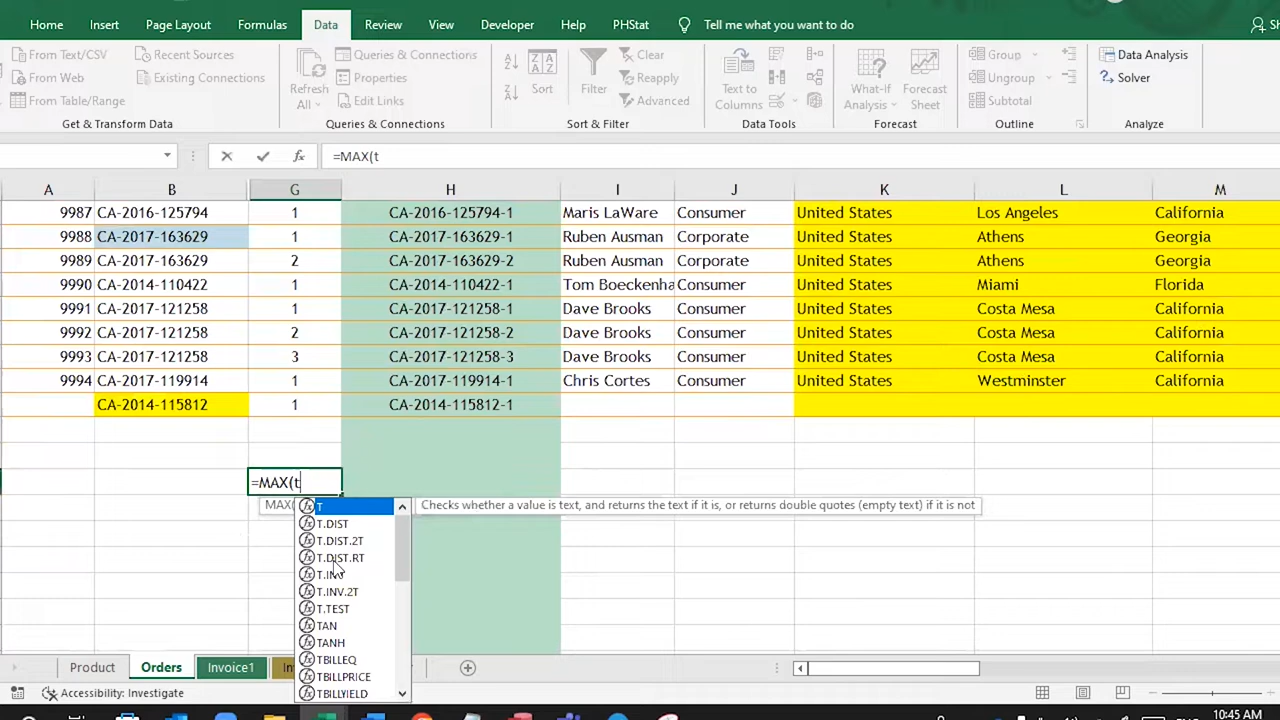 Home Insert Page Layout Formulas Data Review View Developer Help PHStat Tell me what you want to do
From Text/CSV Recent Sources Queries & Connections Clear Group Data Analysis
Existing Connections Properties Reapply Ungroup Solver
From Table/Range Refresh All Edit Links Sort Filter Advanced Text to Columns What-If Analysis Forecast Sheet Subtotal
Get & Transform Data Queries & Connections Sort & Filter Data Tools Forecast Outline Analyze
=MAX(t
A B G H I J K L M
9987 CA-2016-125794 1 CA-2016-125794-1 Maris LaWare Consumer United States Los Angeles California
9988 CA-2017-163629 1 CA-2017-163629-1 Ruben Ausman Corporate United States Athens Georgia
9989 CA-2017-163629 2 CA-2017-163629-2 Ruben Ausman Corporate United States Athens Georgia
9990 CA-2014-110422 1 CA-2014-110422-1 Tom Boeckenha Consumer United States Miami Florida
9991 CA-2017-121258 1 CA-2017-121258-1 Dave Brooks Consumer United States Costa Mesa California
9992 CA-2017-121258 2 CA-2017-121258-2 Dave Brooks Consumer United States Costa Mesa California
9993 CA-2017-121258 3 CA-2017-121258-3 Dave Brooks Consumer United States Costa Mesa California
9994 CA-2017-119914 1 CA-2017-119914-1 Chris Cortes Consumer United States Westminster California
CA-2014-115812 1 CA-2014-115812-1
=MAX(t
MAX( T Checks whether a value is text, and returns the text if it is, or returns double quotes (empty text) if it is not
T.DIST
T.DIST.2T
T.DIST.RT
T.INV
T.INV.2T
T.TEST
TAN
TANH
TBILLEQ
TBILLPRICE
TBILLYIELD
Product Orders Invoice1
Accessibility: Investigate
10:45 AM